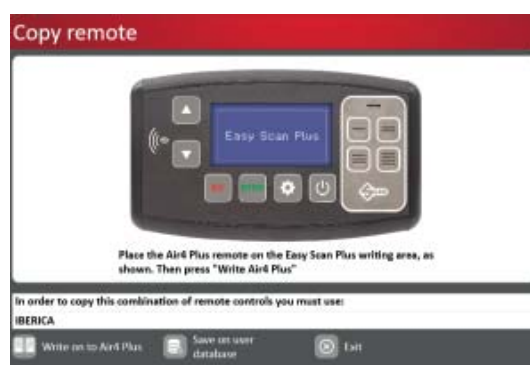 Copy remote
Easy Scan Plus
ESC
ENTER
Place the Air4 Plus remote on the Easy Scan Plus writing area, as
shown. Then press "Write Air4 Plus"
In order to copy this combination of remote controls you must use:
IBERICA
Write on to Air4 Plus
Save on user
database
Exit